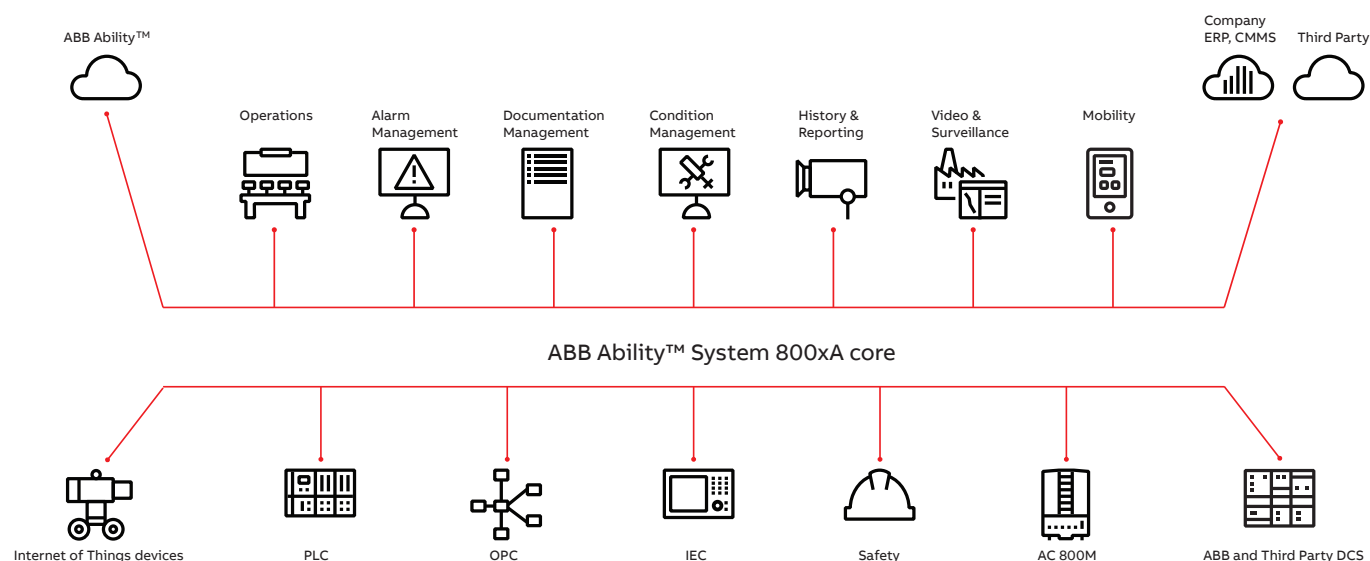 ABB Ability™
Company
ERP, CMMS
Third Party
Operations
Alarm
Management
Documentation
Management
Condition
Management
History &
Reporting
Video &
Surveillance
Mobility
ABB Ability™ System 800xA core
Internet of Things devices
PLC
OPC
IEC
Safety
AC 800M
ABB and Third Party DCS